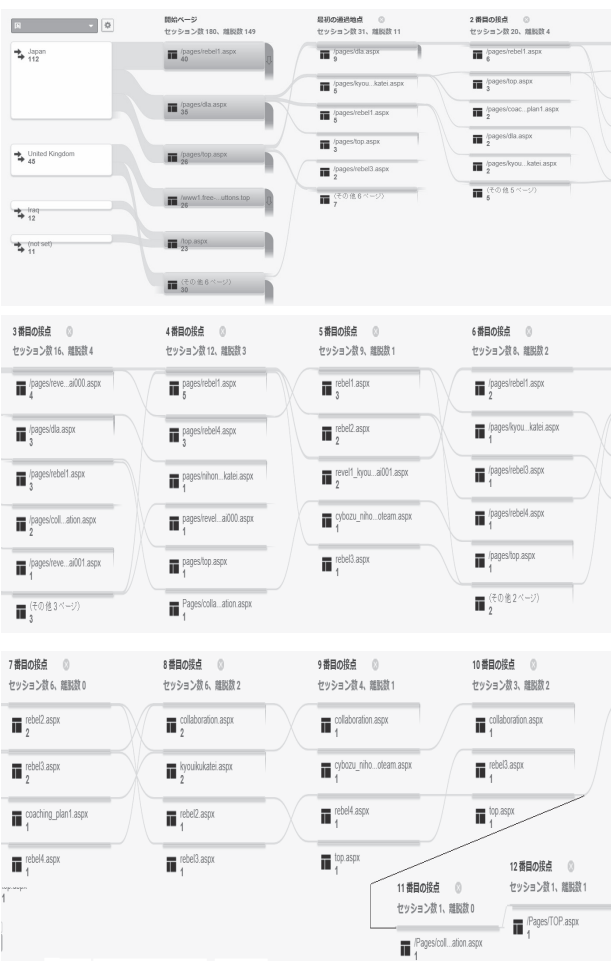 国
Japan
112
United Kingdom
45
Iraq
12
(not set)
11
開始ページ
セッション数 180、離脱数 149
/pages/rebel1.aspx
40
/pages/dla.aspx
35
/pages/top.aspx
26
/www1.free-...uttons.top
26
/top.aspx
23
(その他 6 ページ)
30
最初の通過地点
セッション数 31、離脱数 11
/pages/dla.aspx
9
/pages/kyou...katei.aspx
5
/pages/rebel1.aspx
5
/pages/top.aspx
3
/pages/rebel3.aspx
2
(その他 6 ページ)
7
2 番目の接点
セッション数 20、離脱数 4
/pages/rebel1.aspx
6
/pages/top.aspx
3
/pages/coac...plan1.aspx
2
/pages/dla.aspx
2
/pages/kyou...katei.aspx
2
(その他 5 ページ)
5
3 番目の接点
セッション数 16、離脱数 4
/pages/reve...ai000.aspx
4
/pages/dla.aspx
3
/pages/rebel1.aspx
3
/pages/coll...ation.aspx
2
/pages/reve...ai001.aspx
1
(その他 3 ページ)
3
4 番目の接点
セッション数 12、離脱数 3
pages/rebel1.aspx
5
pages/rebel4.aspx
3
pages/nihon...katei.aspx
1
pages/revel...ai000.aspx
1
pages/top.aspx
1
Pages/colla...ation.aspx
1
5 番目の接点
セッション数 9、離脱数 1
rebel1.aspx
3
rebel2.aspx
2
revel1_kyou...ai001.aspx
2
cybozu_niho...oteam.aspx
1
rebel3.aspx
1
6 番目の接点
セッション数 8、離脱数 2
/pages/rebel1.aspx
2
/pages/kyou...katei.aspx
1
/pages/rebel3.aspx
1
/pages/rebel4.aspx
1
/pages/top.aspx
1
(その他 2 ページ)
2
7 番目の接点
セッション数 6、離脱数 0
rebel2.aspx
2
rebel3.aspx
2
coaching_plan1.aspx
1
rebel4.aspx
1
1
8 番目の接点
セッション数 6、離脱数 2
collaboration.aspx
2
kyouikukatei.aspx
2
rebel2.aspx
1
rebel3.aspx
1
9 番目の接点
セッション数 4、離脱数 1
collaboration.aspx
1
cybozu_niho...oteam.aspx
1
rebel4.aspx
1
top.aspx
1
10 番目の接点
セッション数 3、離脱数 2
collaboration.aspx
1
rebel3.aspx
1
top.aspx
1
11 番目の接点
セッション数 1、離脱数 0
/Pages/coll...ation.aspx
1
12 番目の接点
セッション数 1、離脱数 1
/Pages/TOP.aspx
1